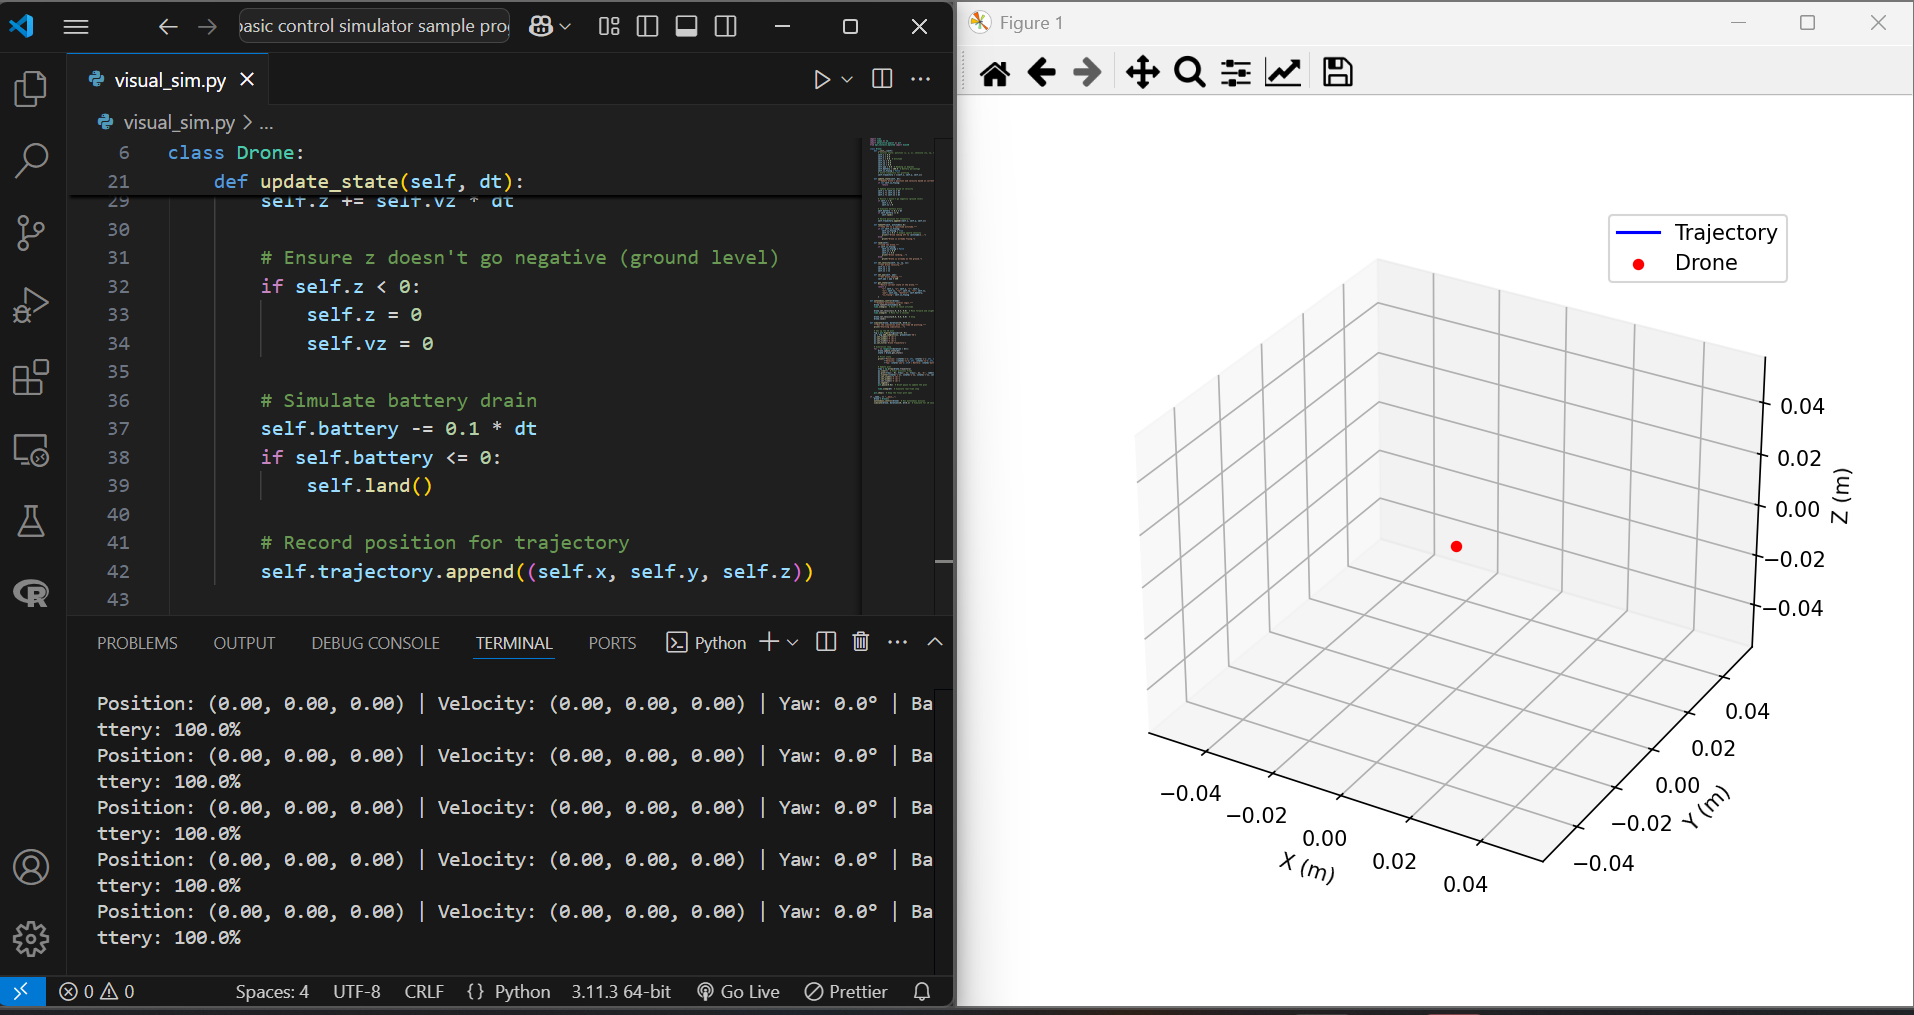 basic control simulator sample pro
visual_sim.py
visual_sim.py > ...
6 class Drone:
21 def update_state(self, dt):
29 self.z += self.vz * dt
30
31 # Ensure z doesn't go negative (ground level)
32 if self.z < 0:
33 self.z = 0
34 self.vz = 0
35
36 # Simulate battery drain
37 self.battery -= 0.1 * dt
38 if self.battery <= 0:
39 self.land()
40
41 # Record position for trajectory
42 self.trajectory.append((self.x, self.y, self.z))
43
PROBLEMS OUTPUT DEBUG CONSOLE TERMINAL PORTS Python
Position: (0.00, 0.00, 0.00) | Velocity: (0.00, 0.00, 0.00) | Yaw: 0.0° | Ba
ttery: 100.0%
Position: (0.00, 0.00, 0.00) | Velocity: (0.00, 0.00, 0.00) | Yaw: 0.0° | Ba
ttery: 100.0%
Position: (0.00, 0.00, 0.00) | Velocity: (0.00, 0.00, 0.00) | Yaw: 0.0° | Ba
ttery: 100.0%
Position: (0.00, 0.00, 0.00) | Velocity: (0.00, 0.00, 0.00) | Yaw: 0.0° | Ba
ttery: 100.0%
Position: (0.00, 0.00, 0.00) | Velocity: (0.00, 0.00, 0.00) | Yaw: 0.0° | Ba
ttery: 100.0%
0 0 Spaces: 4 UTF-8 CRLF {} Python 3.11.3 64-bit Go Live Prettier
Figure 1
Trajectory
Drone
0.04
0.02
0.00
−0.02
−0.04
Z (m)
0.04
0.02
0.00
−0.02
−0.04
Y (m)
−0.04
−0.02
0.00
0.02
0.04
X (m)